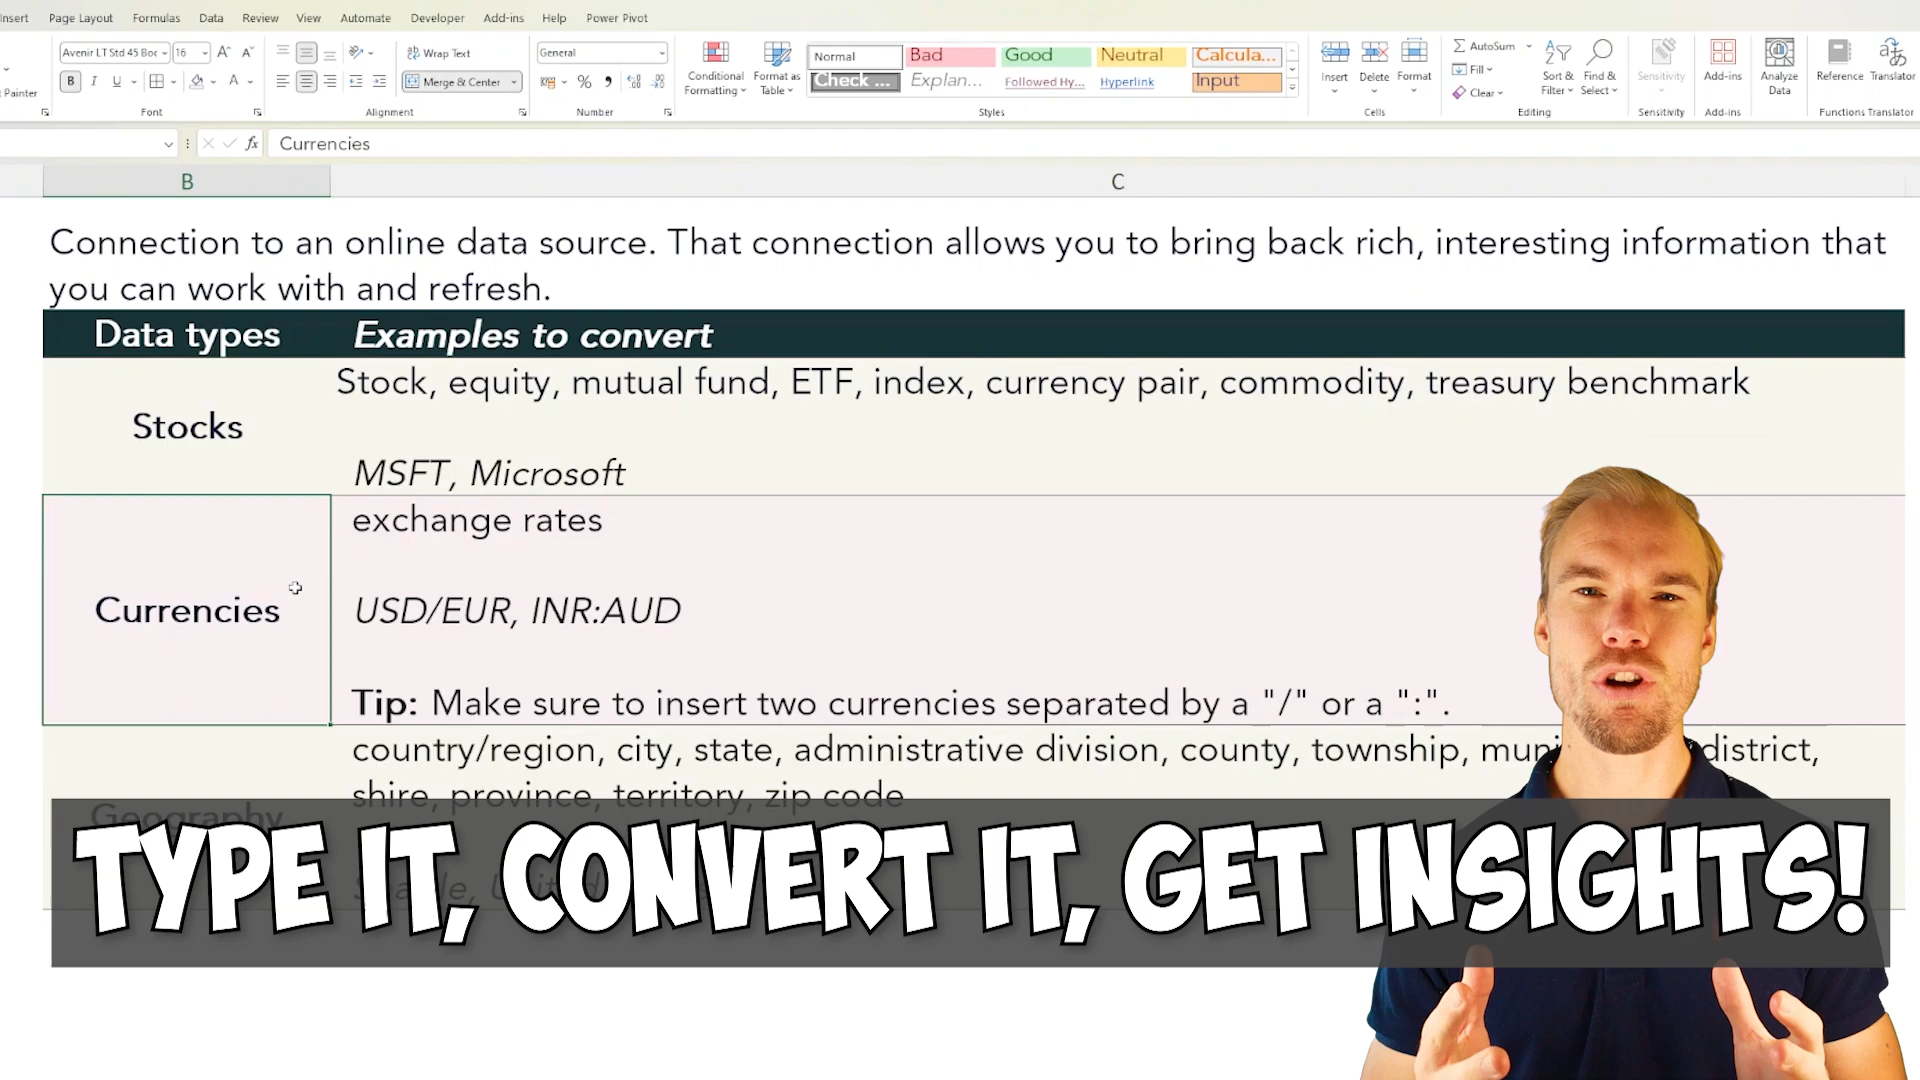 Insert Page Layout Formulas Data Review View Automate Developer Add-ins Help Power Pivot
Avenir LT Std 45 Boo 16 Wrap Text General Normal Bad Good Neutral Calcula...
Painter B I U Merge & Center Conditional Formatting Format as Table Check ... Explan... Followed Hy... Hyperlink Input
Insert Delete Format AutoSum Fill Clear Sort & Filter Find & Select Sensitivity Add-ins Analyze Data Reference Translator
Font Alignment Number Styles Cells Editing Sensitivity Add-ins Functions Translator
fx Currencies
B C
Connection to an online data source. That connection allows you to bring back rich, interesting information that
you can work with and refresh.
Data types Examples to convert
Stock, equity, mutual fund, ETF, index, currency pair, commodity, treasury benchmark
Stocks
MSFT, Microsoft
exchange rates
Currencies USD/EUR, INR:AUD
Tip: Make sure to insert two currencies separated by a "/" or a ":".
country/region, city, state, administrative division, county, township, district,
shire, province, territory, zip code
Geography
TYPE IT, CONVERT IT, GET INSIGHTS!